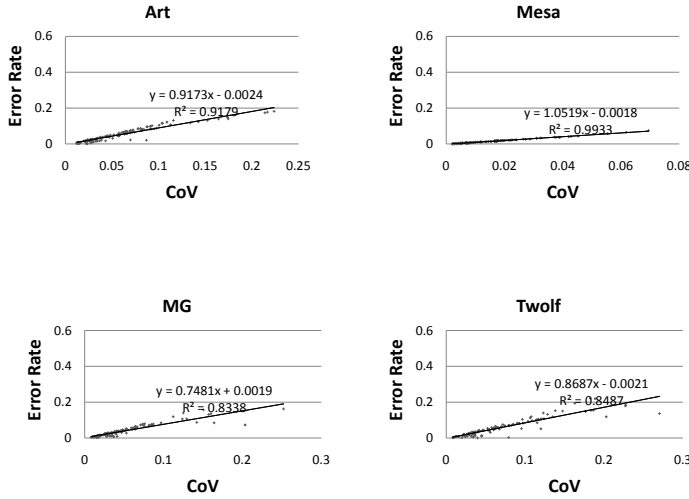 Art
0.6
0.4
0.2
0
Error Rate
y = 0.9173x - 0.0024
R² = 0.9179
0 0.05 0.1 0.15 0.2 0.25
CoV
Mesa
0.6
0.4
0.2
0
Error Rate
y = 1.0519x - 0.0018
R² = 0.9933
0 0.02 0.04 0.06 0.08
CoV
MG
0.6
0.4
0.2
0
Error Rate
y = 0.7481x + 0.0019
R² = 0.8338
0 0.1 0.2 0.3
CoV
Twolf
0.6
0.4
0.2
0
Error Rate
y = 0.8687x - 0.0021
R² = 0.8487
0 0.1 0.2 0.3
CoV